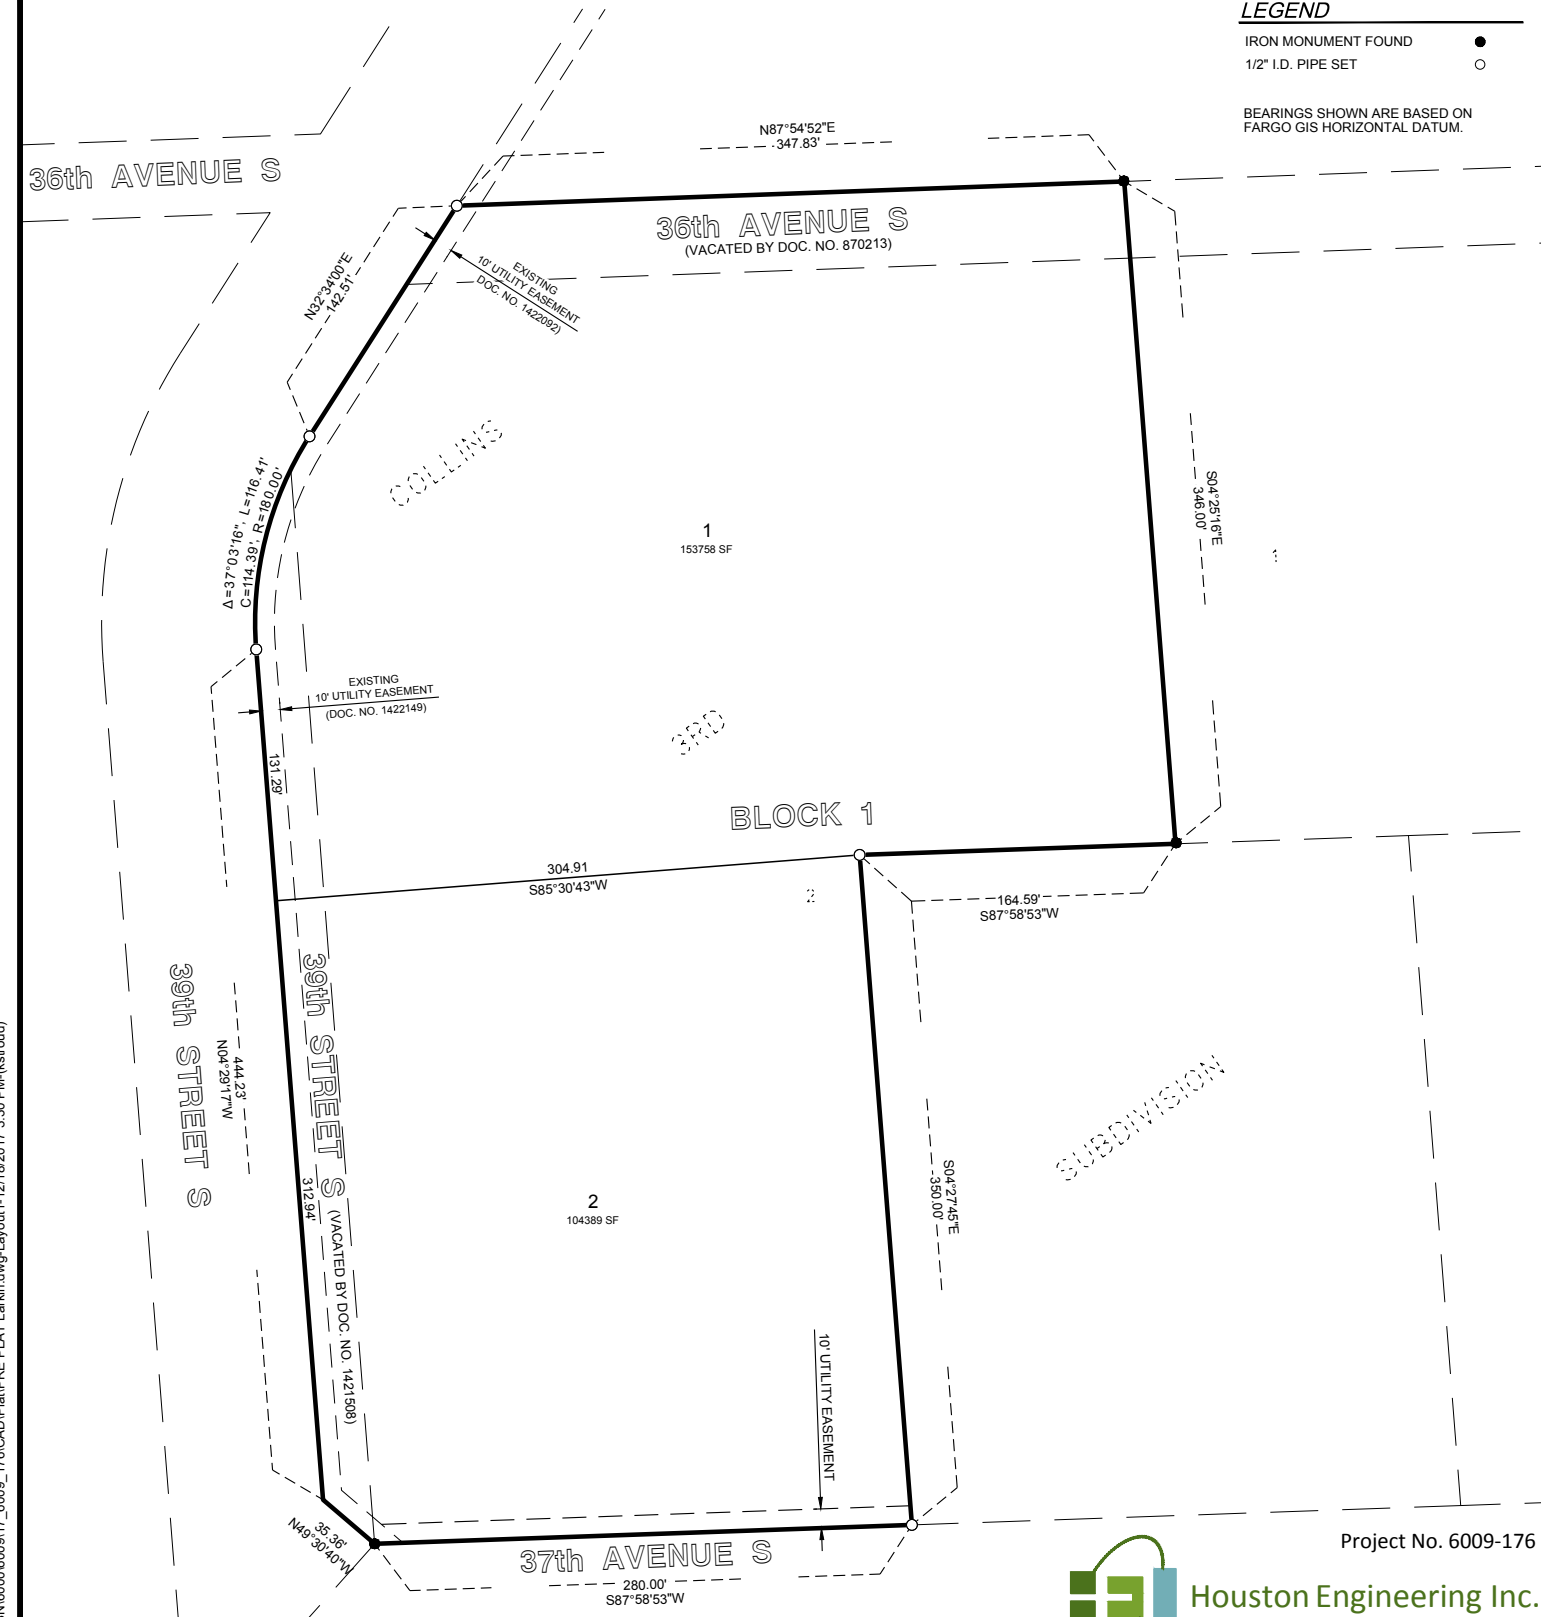 LEGEND
IRON MONUMENT FOUND
1/2" I.D. PIPE SET
BEARINGS SHOWN ARE BASED ON
FARGO GIS HORIZONTAL DATUM.
N87°54'52"E
347.83'
36th AVENUE S
36th AVENUE S
(VACATED BY DOC. NO. 870213)
N32°34'00"E
142.51'
EXISTING
10' UTILITY EASEMENT
DOC. NO. 1422092)
COLLINS
Δ=37°03'16", L=116.41'
C=114.39', R=180.00'
1
153758 SF
S04°25'16"E
346.00'
1
EXISTING
10' UTILITY EASEMENT
(DOC. NO. 1422149)
3RD
131.29'
BLOCK 1
304.91
S85°30'43"W
2
164.59'
S87°58'53"W
39th STREET S
39th STREET S
(VACATED BY DOC. NO. 1421508)
444.23'
N04°29'17"W
312.94'
SUBDIVISION
S04°27'45"E
350.00'
2
104389 SF
10' UTILITY EASEMENT
35.36'
N49°30'40"W
37th AVENUE S
280.00'
S87°58'53"W
Project No. 6009-176
Houston Engineering Inc.